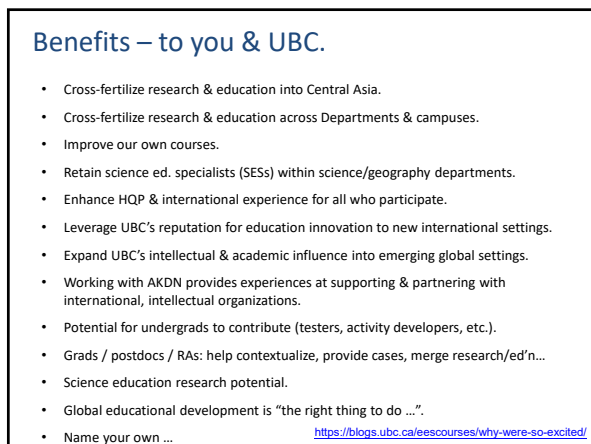 Benefits – to you & UBC.
• Cross-fertilize research & education into Central Asia.
• Cross-fertilize research & education across Departments & campuses.
• Improve our own courses.
• Retain science ed. specialists (SESs) within science/geography departments.
• Enhance HQP & international experience for all who participate.
• Leverage UBC’s reputation for education innovation to new international settings.
• Expand UBC’s intellectual & academic influence into emerging global settings.
• Working with AKDN provides experiences at supporting & partnering with
international, intellectual organizations.
• Potential for undergrads to contribute (testers, activity developers, etc.).
• Grads / postdocs / RAs: help contextualize, provide cases, merge research/ed’n…
• Science education research potential.
• Global educational development is “the right thing to do …”.
• Name your own …
https://blogs.ubc.ca/eescourses/why-were-so-excited/